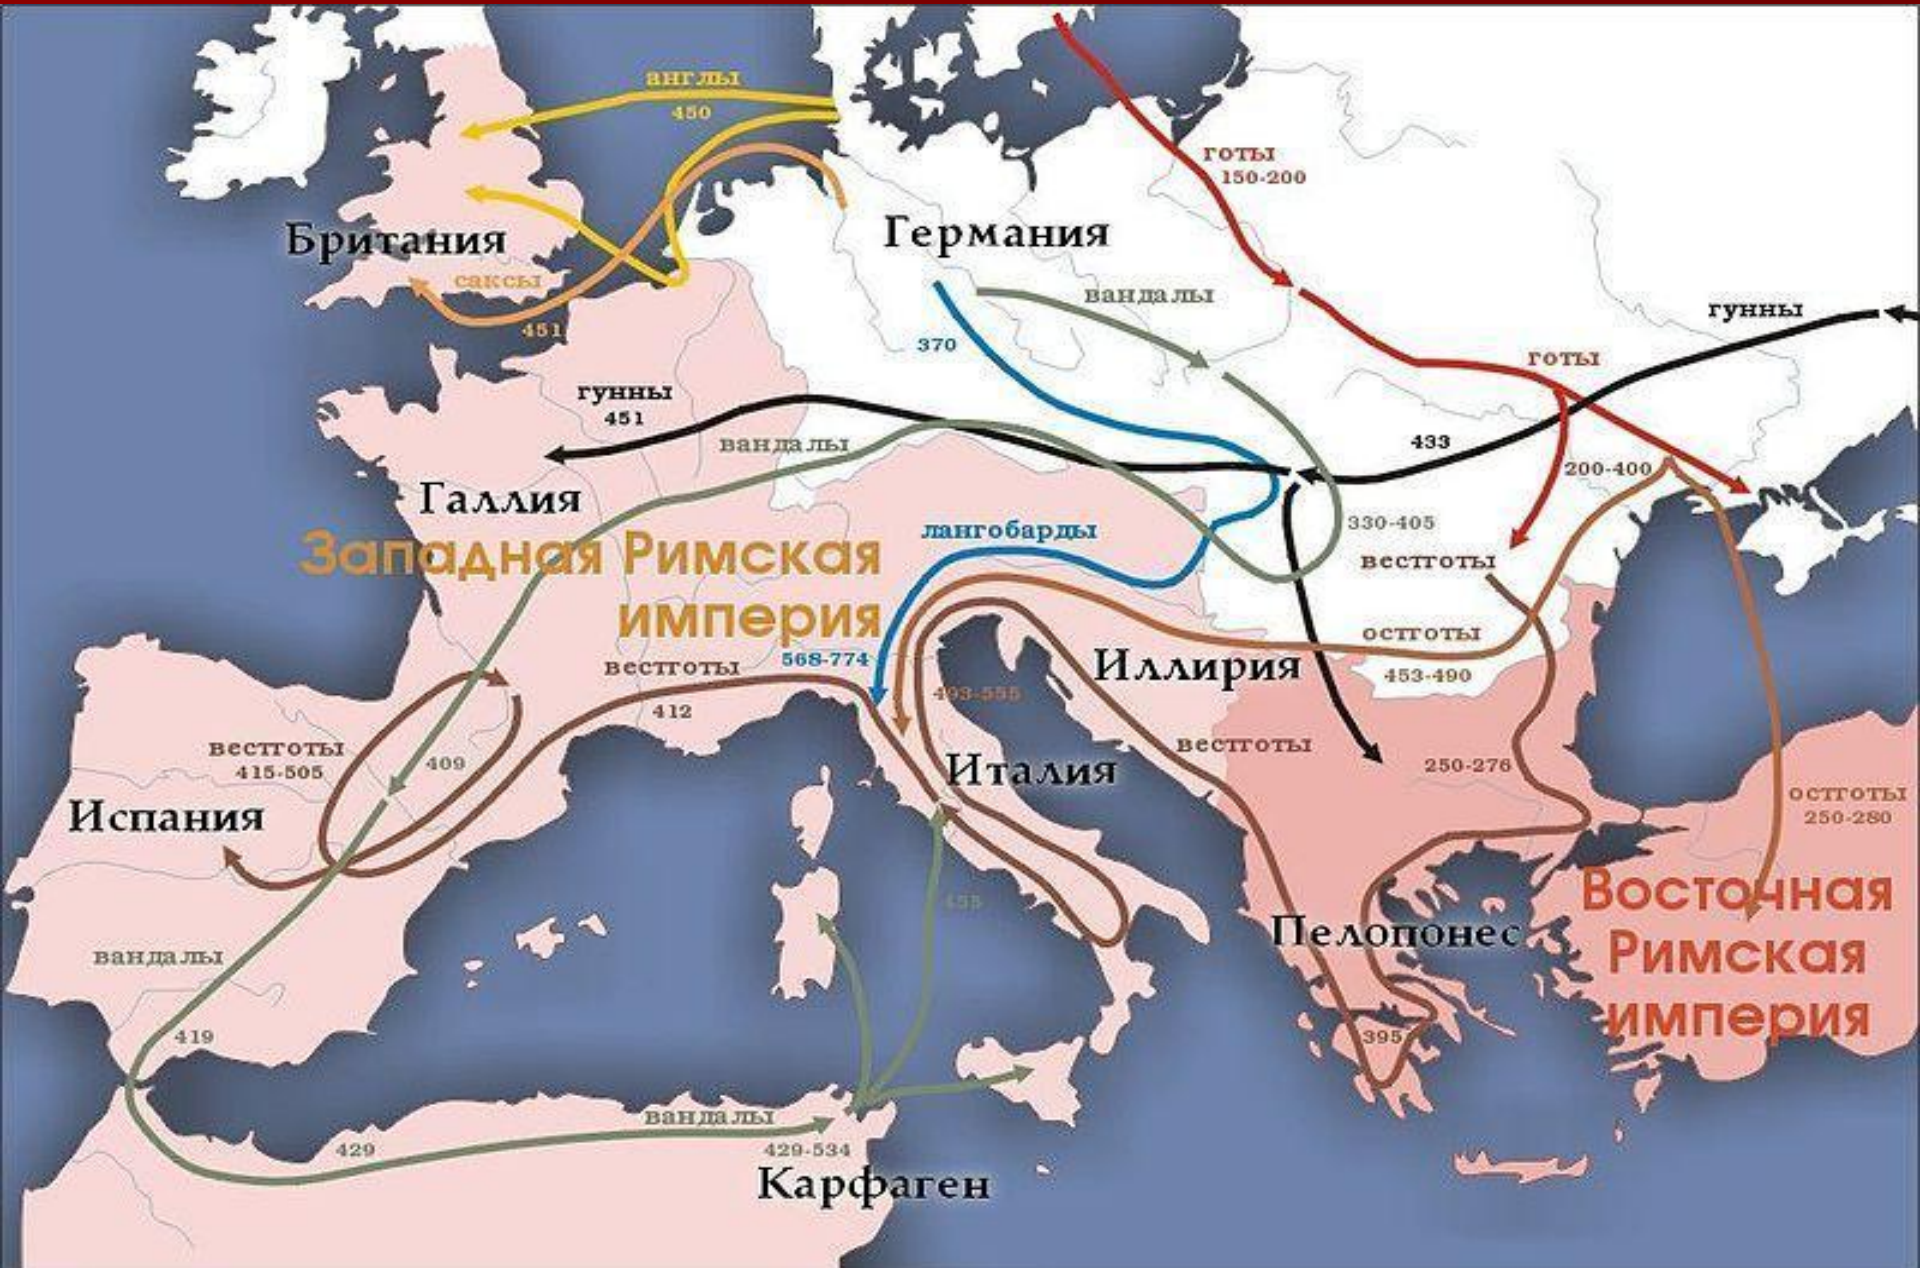 англы
450
готы
150-200
Британия
Германия
саксы
451
вандалы
370
гунны
готы
гунны
451
вандалы
433
200-400
Галлия
330-405
лангобарды
Западная Римская
империя
вестготы
остготы
453-490
568-774
Иллирия
вестготы
412
493-555
вестготы
415-505
409
Италия
вестготы
250-276
остготы
250-280
Испания
455
Пелопонес
Восточная
Римская
империя
вандалы
419
395
вандалы
429
429-534
Карфаген